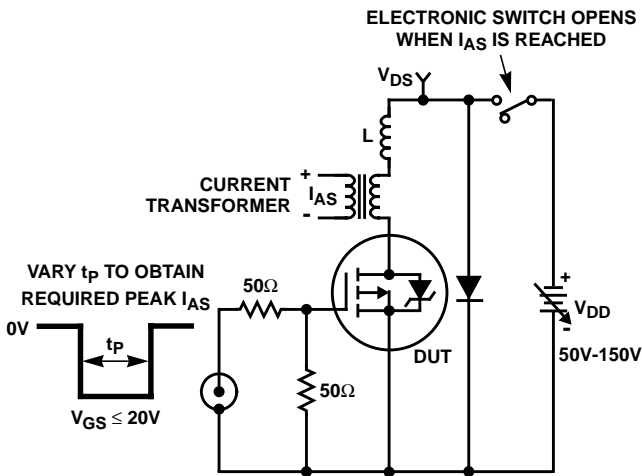 ELECTRONIC SWITCH OPENS
WHEN IAS IS REACHED
VDS
L
+
CURRENT
TRANSFORMER
IAS
-
VARY tP TO OBTAIN
REQUIRED PEAK IAS
50Ω
0V
tP
VGS ≤ 20V
50Ω
DUT
+
VDD
-
50V-150V